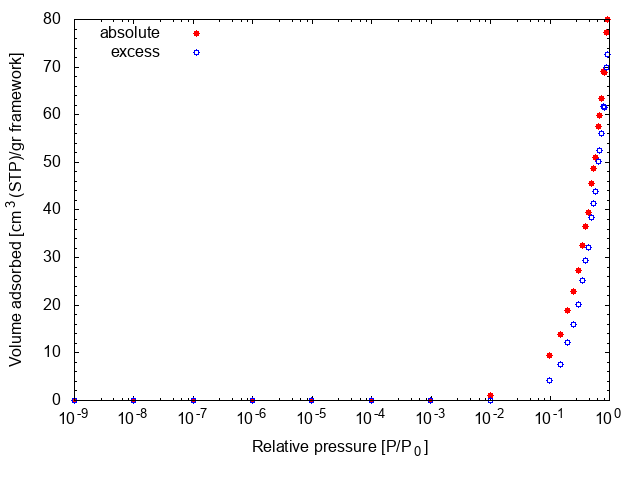 absolute
excess
Volume adsorbed [cm³ (STP)/gr framework]
80
70
60
50
40
30
20
10
0
10⁻⁹ 10⁻⁸ 10⁻⁷ 10⁻⁶ 10⁻⁵ 10⁻⁴ 10⁻³ 10⁻² 10⁻¹ 10⁰
Relative pressure [P/P₀]